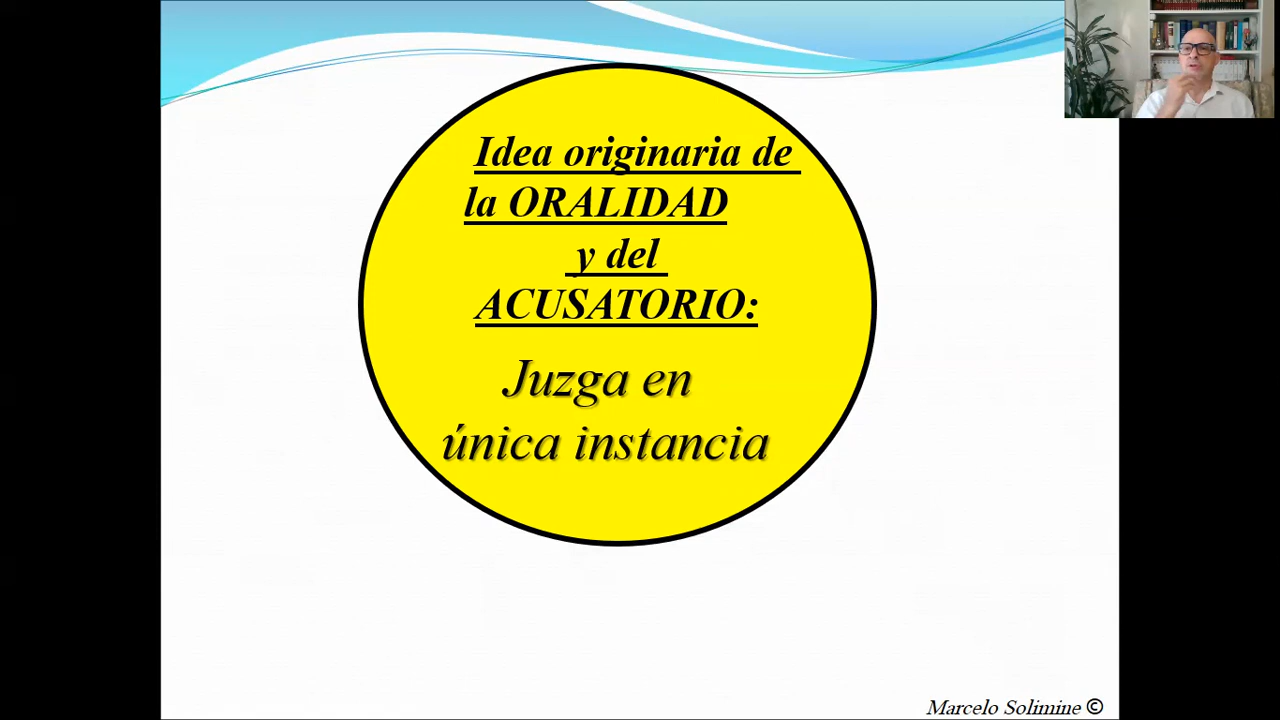 Idea originaria de
la ORALIDAD
y del
ACUSATORIO:
Juzga en
única instancia
Marcelo Solimine ©